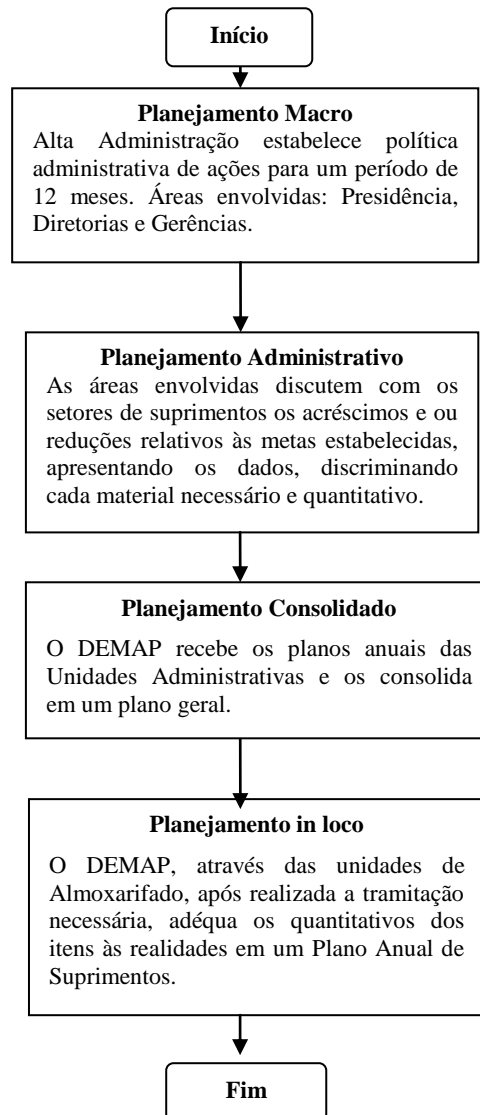 Início
Planejamento Macro
Alta Administração estabelece política
administrativa de ações para um período de
12 meses. Áreas envolvidas: Presidência,
Diretorias e Gerências.
Planejamento Administrativo
As áreas envolvidas discutem com os
setores de suprimentos os acréscimos e ou
reduções relativos às metas estabelecidas,
apresentando os dados, discriminando
cada material necessário e quantitativo.
Planejamento Consolidado
O DEMAP recebe os planos anuais das
Unidades Administrativas e os consolida
em um plano geral.
Planejamento in loco
O DEMAP, através das unidades de
Almoxarifado, após realizada a tramitação
necessária, adéqua os quantitativos dos
itens às realidades em um Plano Anual de
Suprimentos.
Fim